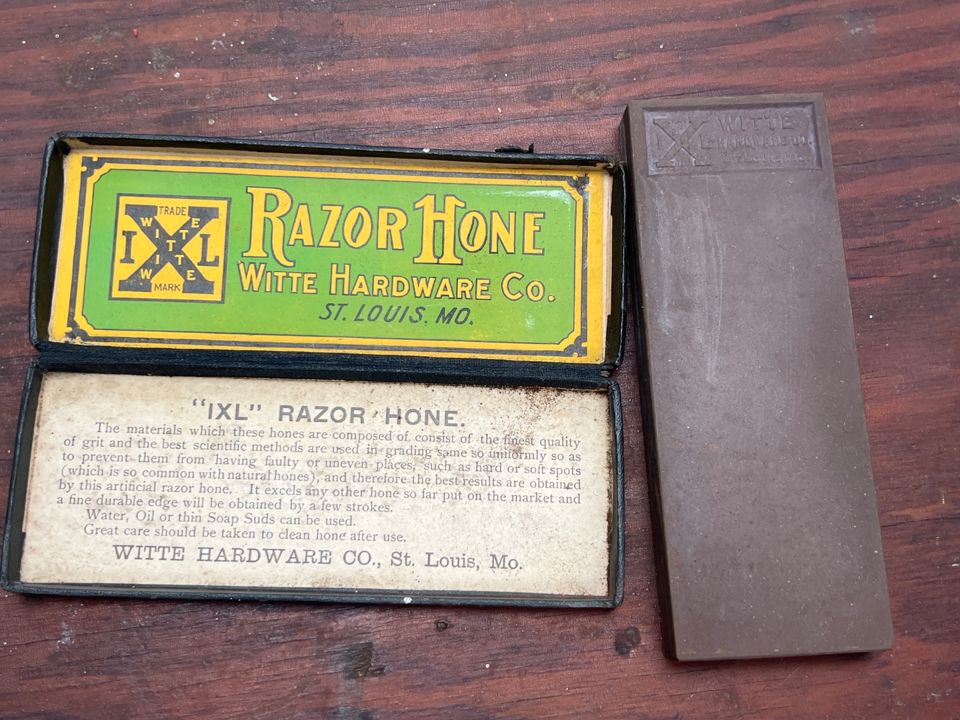 TRADE
IXL
WITTE
WITTE
MARK
RAZOR HONE
WITTE HARDWARE CO.
ST. LOUIS, MO.
"IXL" RAZOR HONE.
The materials which these hones are composed of, consist of the finest quality
of grit and the best scientific methods are used in grading same so uniformly so as
to prevent them from having faulty or uneven places, such as hard or soft spots
(which is so common with natural hones), and therefore the best results are obtained
by this artificial razor hone. It excels any other hone so far put on the market and
a fine durable edge will be obtained by a few strokes.
Water, Oil or thin Soap Suds can be used.
Great care should be taken to clean hone after use.
WITTE HARDWARE CO., St. Louis, Mo.
WITTE